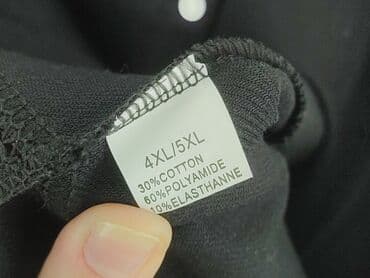 4XL/5XL
30%COTTON
60%POLYAMIDE
10%ELASTHANNE